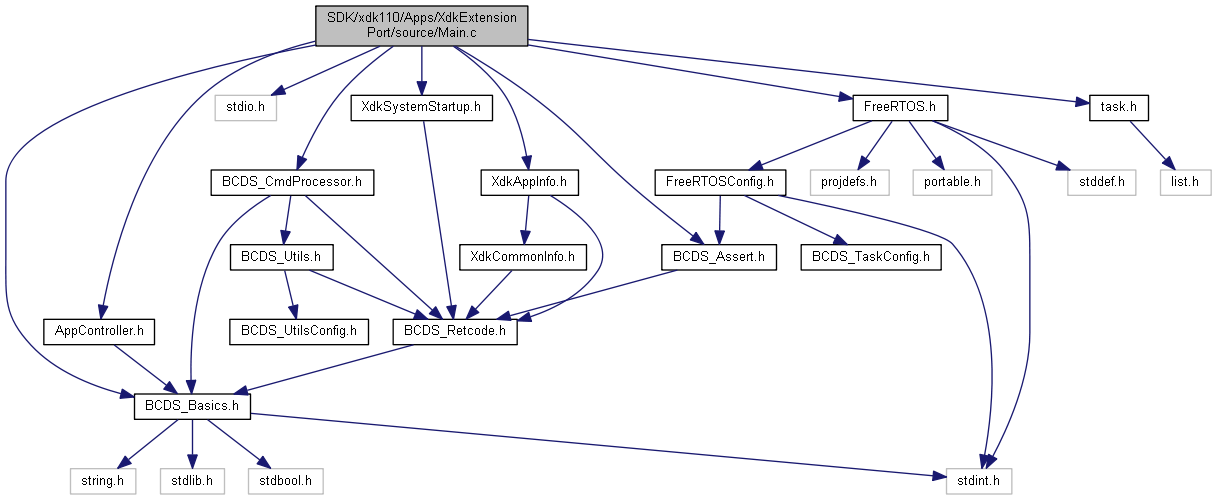 SDK/xdk110/Apps/XdkExtension
Port/source/Main.c
stdio.h
XdkSystemStartup.h
FreeRTOS.h
task.h
BCDS_CmdProcessor.h
XdkAppInfo.h
FreeRTOSConfig.h
projdefs.h
portable.h
stddef.h
list.h
BCDS_Utils.h
XdkCommonInfo.h
BCDS_Assert.h
BCDS_TaskConfig.h
AppController.h
BCDS_UtilsConfig.h
BCDS_Retcode.h
BCDS_Basics.h
string.h
stdlib.h
stdbool.h
stdint.h